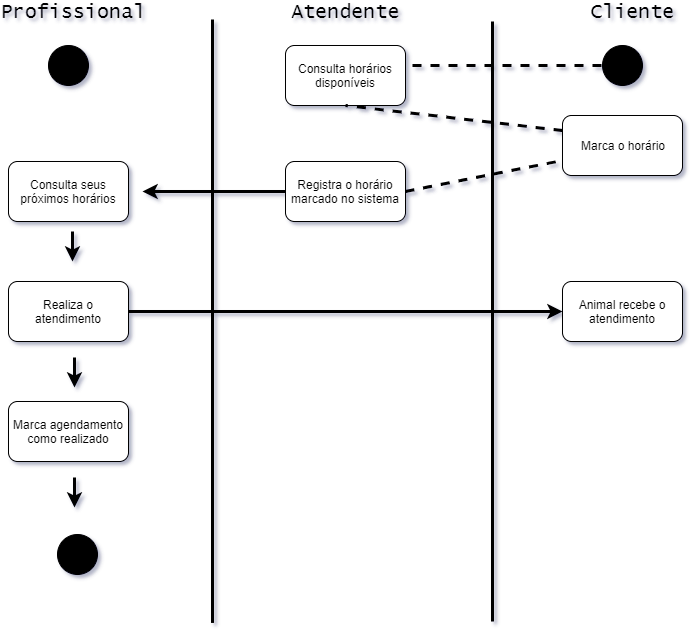 Profissional
Atendente
Cliente
Consulta horários
disponíveis
Marca o horário
Consulta seus
próximos horários
Registra o horário
marcado no sistema
Realiza o
atendimento
Animal recebe o
atendimento
Marca agendamento
como realizado